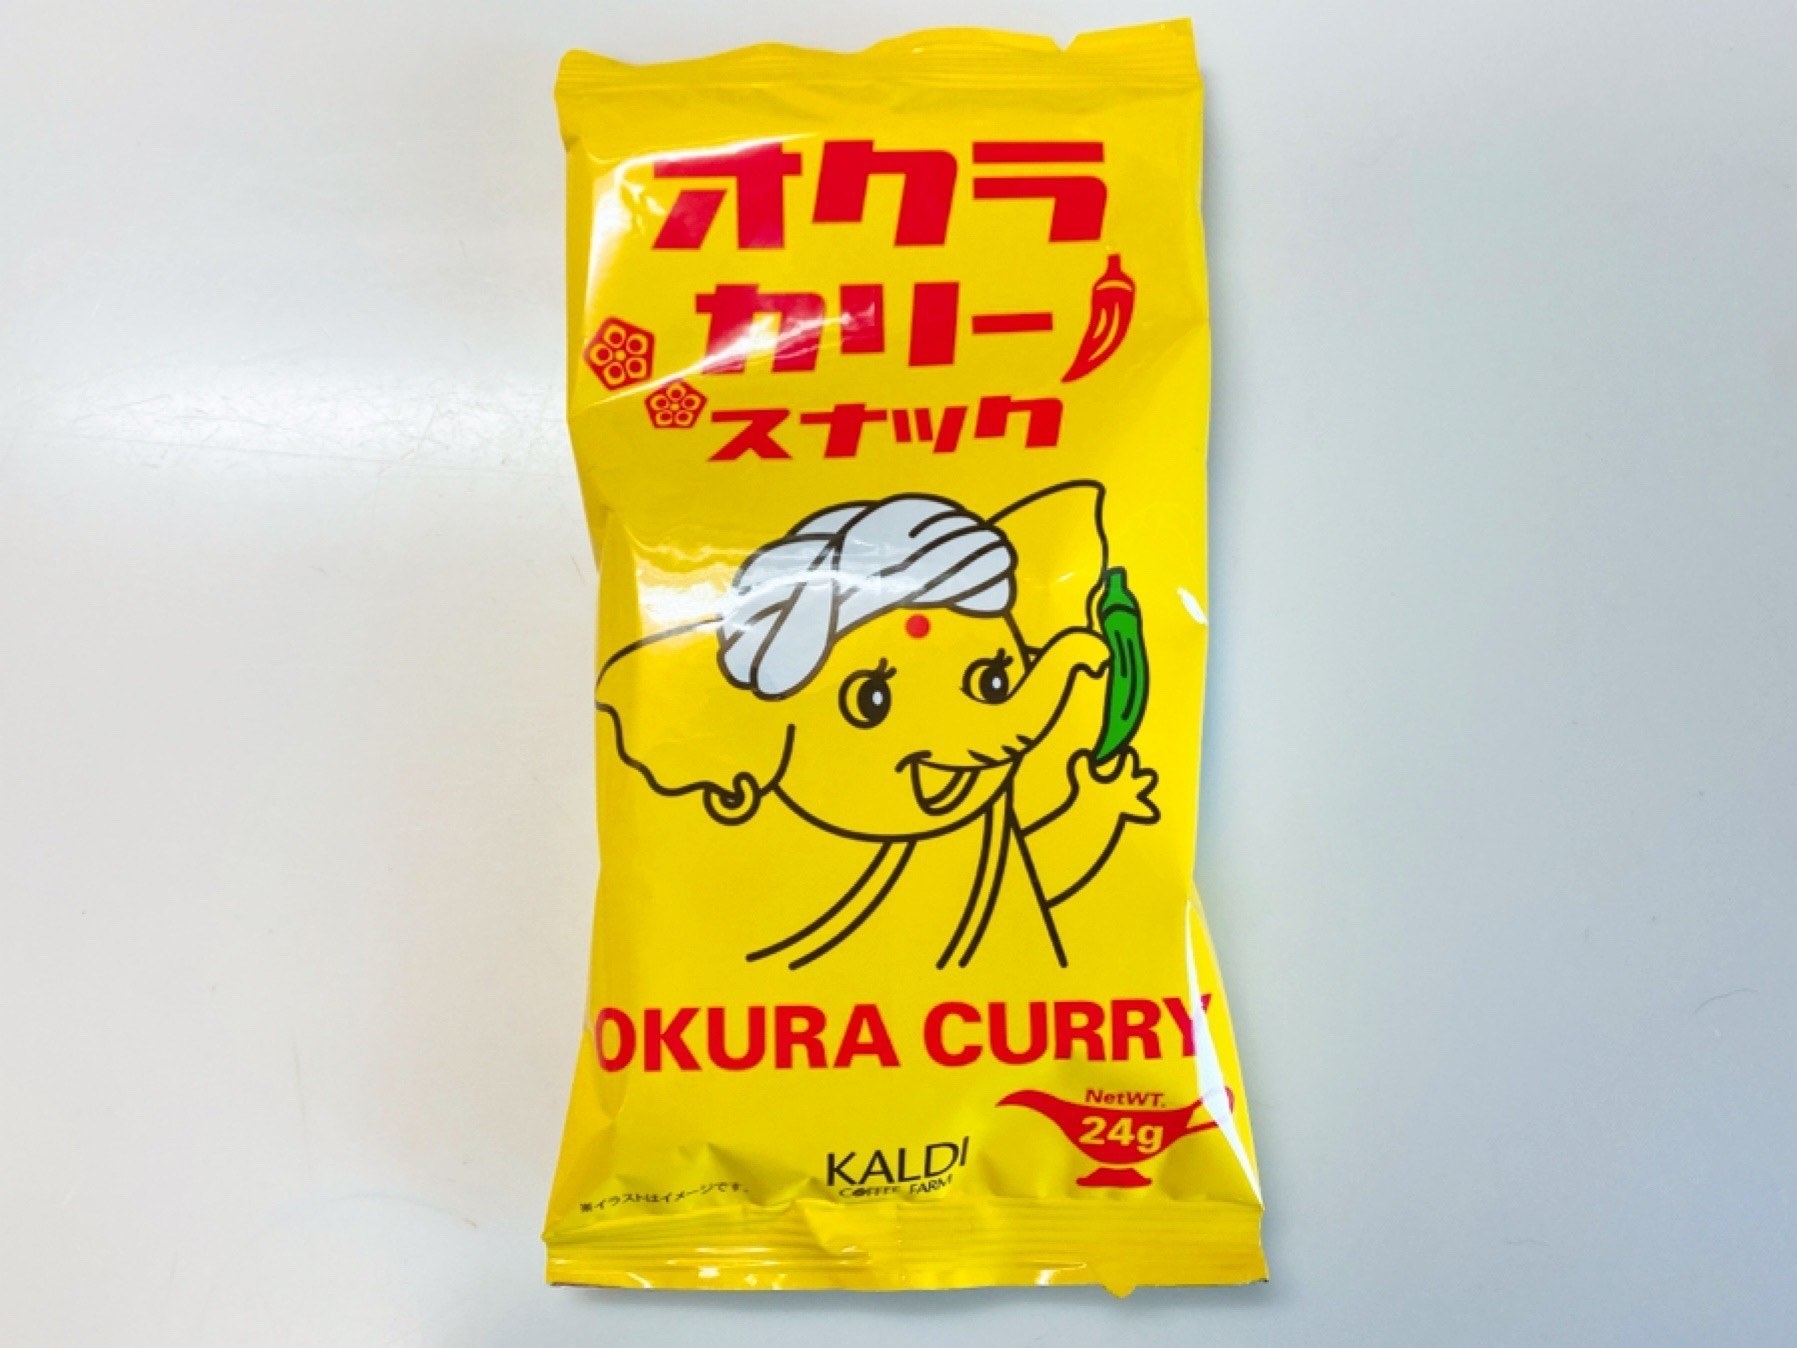 オクラ
カリー
スナック
OKURA CURRY
NetWT.
24g
KALDI
COFFEE FARM
※イラストはイメージです。